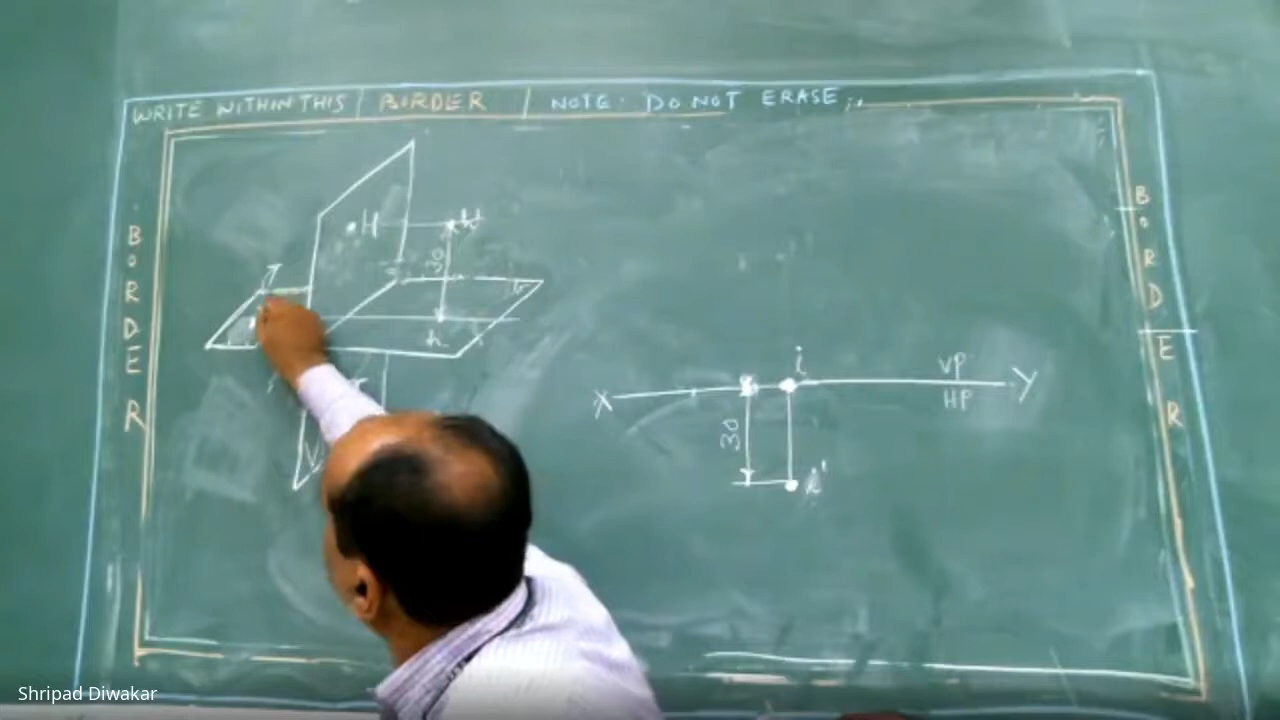 WRITE WITHIN THIS BORDER NOTE: DO NOT ERASE
BORDER
BORDER
H
30
h
i
X
VP
HP
Y
30
Shripad Diwakar